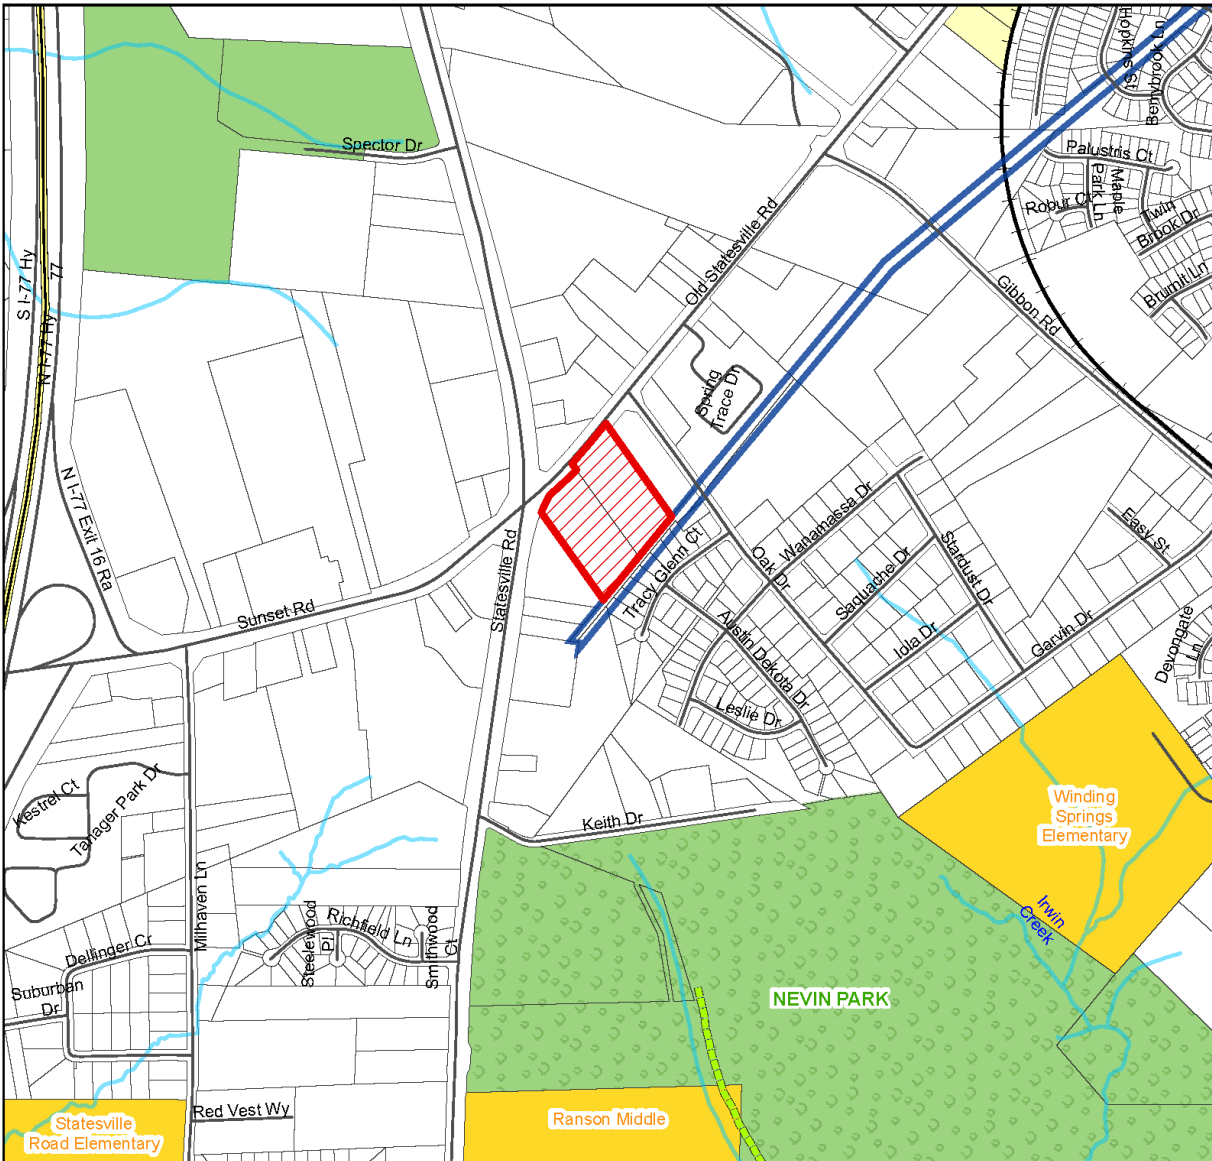 Hopkins St
Berrybrook Ln
Spector Dr
Palustris Ct
Maple
Park Ln
Robur Ct
Twin
Brook Dr
Brumit Ln
Old Statesville Rd
Gibbon Rd
S I-77 Hy
N I-77 Hy
77
Spring
Trace Dr
N I-77 Exit 16 Ra
Statesville Rd
Sunset Rd
Tracy Glenn Ct
Oak Dr
Wanamassa Dr
Saquache Dr
Stardust Dr
Easy St
Iola Dr
Garvin Dr
Devongate
Ln
Austin Dekota Dr
Leslie Dr
Kestrel Ct
Tanager Park Dr
Milhaven Ln
Keith Dr
Winding
Springs
Elementary
Irwin
Creek
Steelewood
Pl
Richfield Ln
Smithwood
Ct
Dellinger Cr
Suburban
Dr
NEVIN PARK
Red Vest Wy
Statesville
Road Elementary
Ranson Middle